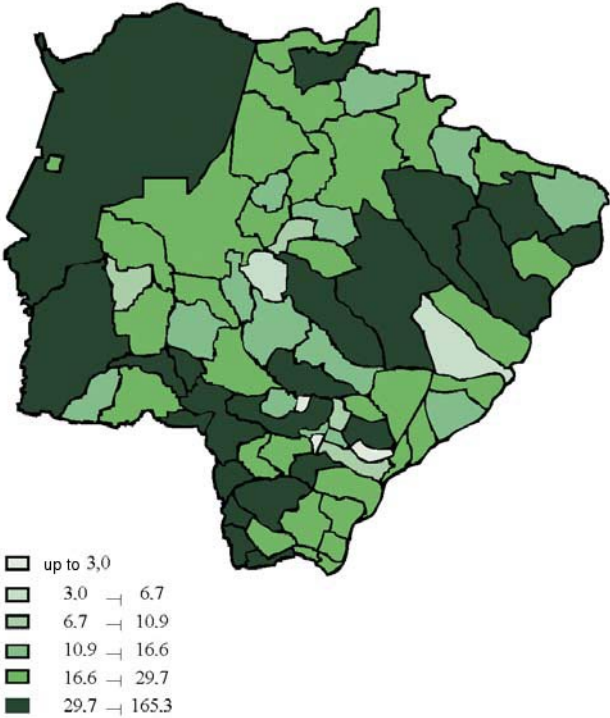 up to 3,0
3.0 ⊣ 6.7
6.7 ⊣ 10.9
10.9 ⊣ 16.6
16.6 ⊣ 29.7
29.7 ⊣ 165.3